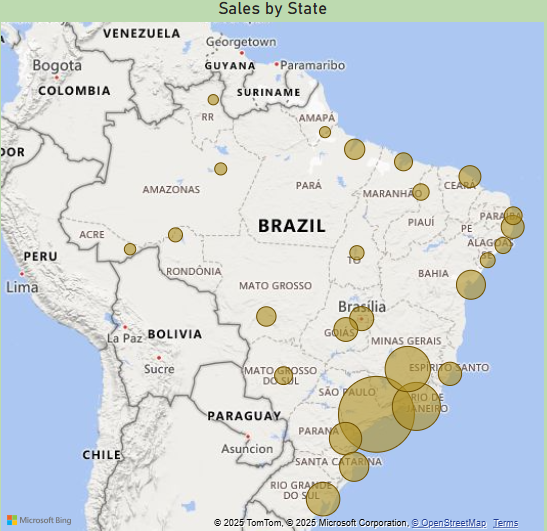 Sales by State
VENEZUELA
Georgetown
Bogota
GUYANA
Paramaribo
COLOMBIA
SURINAME
RR
AMAPÁ
AMAZONAS
PARÁ
MARANHÃO
CEARÁ
PARAÍBA
BRAZIL
PIAUÍ
PE
ACRE
ALAGOAS
SE
PERU
RONDÔNIA
TO
BAHIA
Lima
MATO GROSSO
La Paz
BOLIVIA
Brasília
GOIÁS
Sucre
MINAS GERAIS
MATO GROSSO
DO SUL
ESPÍRITO SANTO
SÃO PAULO
RIO DE
JANEIRO
PARAGUAY
PARANÁ
Asuncion
CHILE
SANTA CATARINA
RIO GRANDE
DO SUL
Microsoft Bing
© 2025 TomTom, © 2025 Microsoft Corporation, © OpenStreetMap Terms